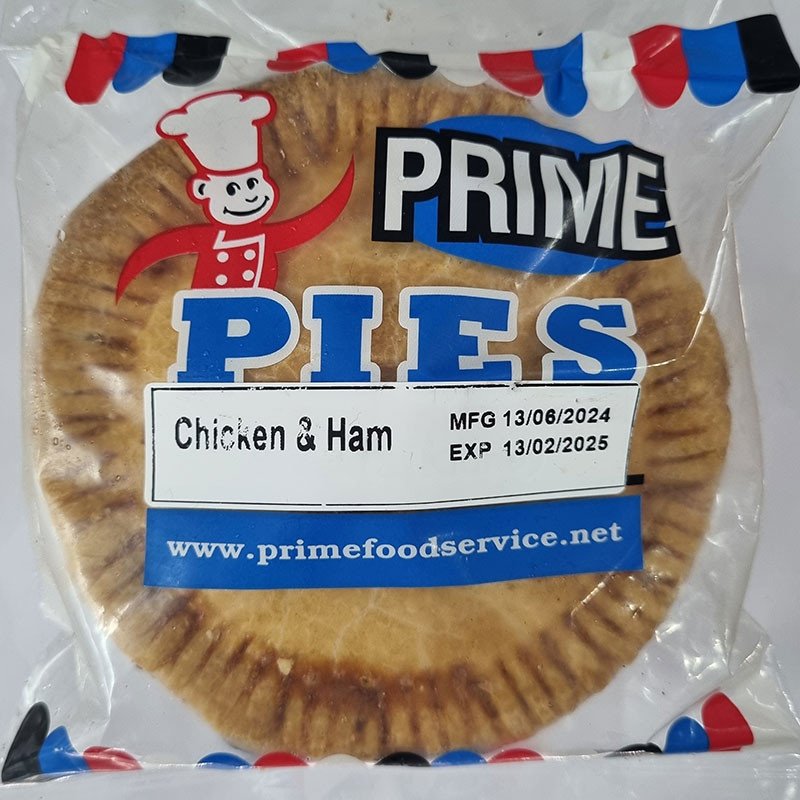 PRIME
PIES
Chicken & Ham
MFG 13/06/2024
EXP 13/02/2025
www.primefoodservice.net